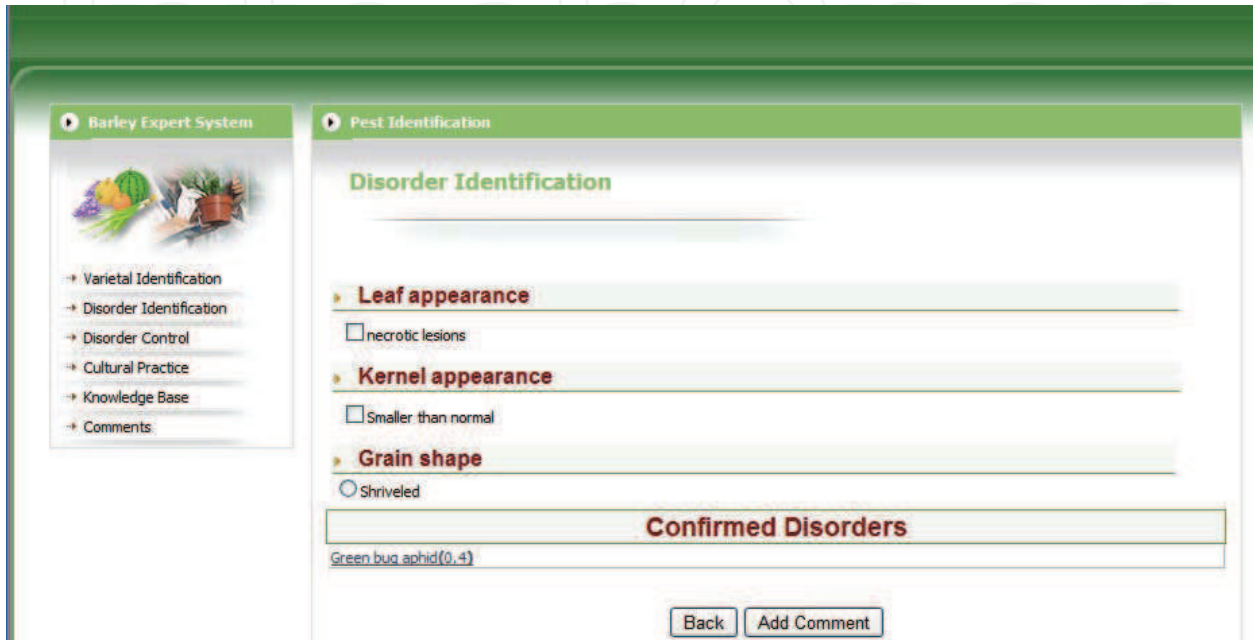 Barley Expert System
Varietal Identification
Disorder Identification
Disorder Control
Cultural Practice
Knowledge Base
Comments
Pest Identification
Disorder Identification
Leaf appearance
necrotic lesions
Kernel appearance
Smaller than normal
Grain shape
Shriveled
Confirmed Disorders
Green bug aphid(0.4)
Back Add Comment